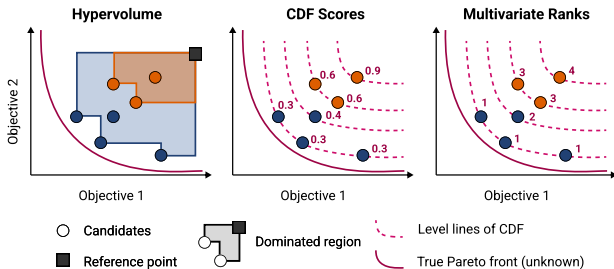 Hypervolume
CDF Scores
Multivariate Ranks
Objective 2
0.9
0.6
0.6
0.3
0.4
0.3
0.3
4
3
3
1
2
1
1
Objective 1
Objective 1
Objective 1
Candidates
Reference point
Dominated region
Level lines of CDF
True Pareto front (unknown)